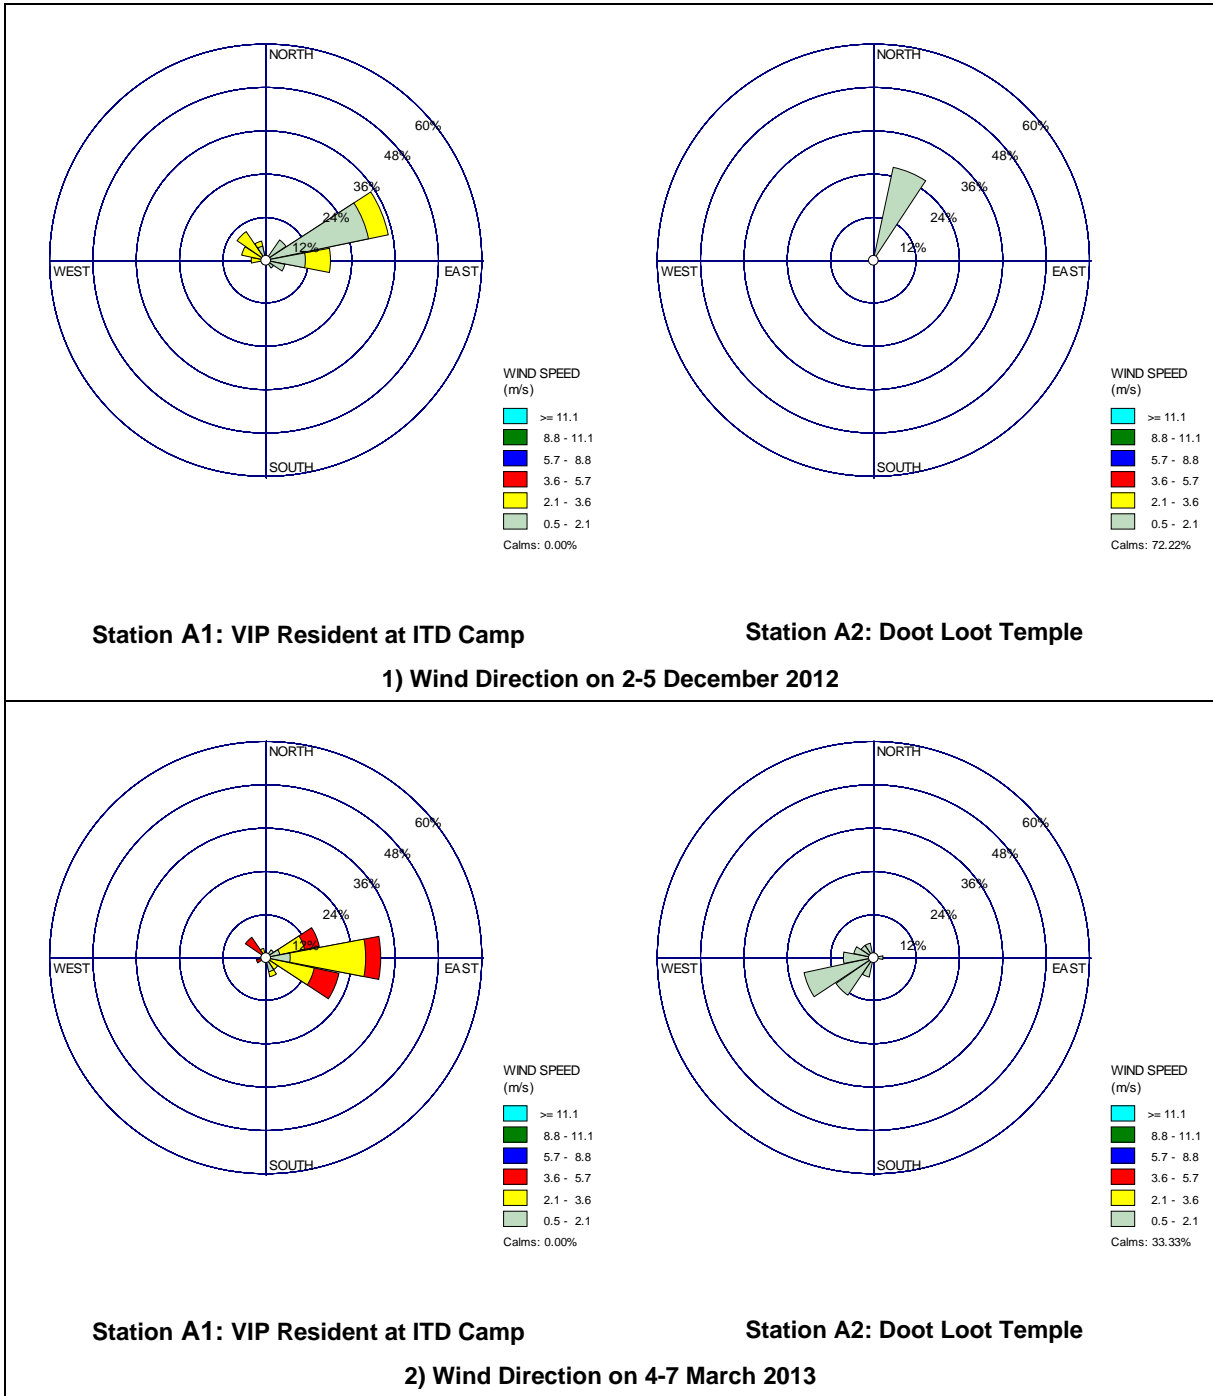 NORTH
60%
48%
36%
24%
12%
WEST
EAST
SOUTH
WIND SPEED
(m/s)
>= 11.1
8.8 - 11.1
5.7 - 8.8
3.6 - 5.7
2.1 - 3.6
0.5 - 2.1
Calms: 0.00%
NORTH
60%
48%
36%
24%
12%
WEST
EAST
SOUTH
WIND SPEED
(m/s)
>= 11.1
8.8 - 11.1
5.7 - 8.8
3.6 - 5.7
2.1 - 3.6
0.5 - 2.1
Calms: 72.22%
Station A1: VIP Resident at ITD Camp
Station A2: Doot Loot Temple
1) Wind Direction on 2-5 December 2012
NORTH
60%
48%
36%
24%
12%
WEST
EAST
SOUTH
WIND SPEED
(m/s)
>= 11.1
8.8 - 11.1
5.7 - 8.8
3.6 - 5.7
2.1 - 3.6
0.5 - 2.1
Calms: 0.00%
NORTH
60%
48%
36%
24%
12%
WEST
EAST
SOUTH
WIND SPEED
(m/s)
>= 11.1
8.8 - 11.1
5.7 - 8.8
3.6 - 5.7
2.1 - 3.6
0.5 - 2.1
Calms: 33.33%
Station A1: VIP Resident at ITD Camp
Station A2: Doot Loot Temple
2) Wind Direction on 4-7 March 2013